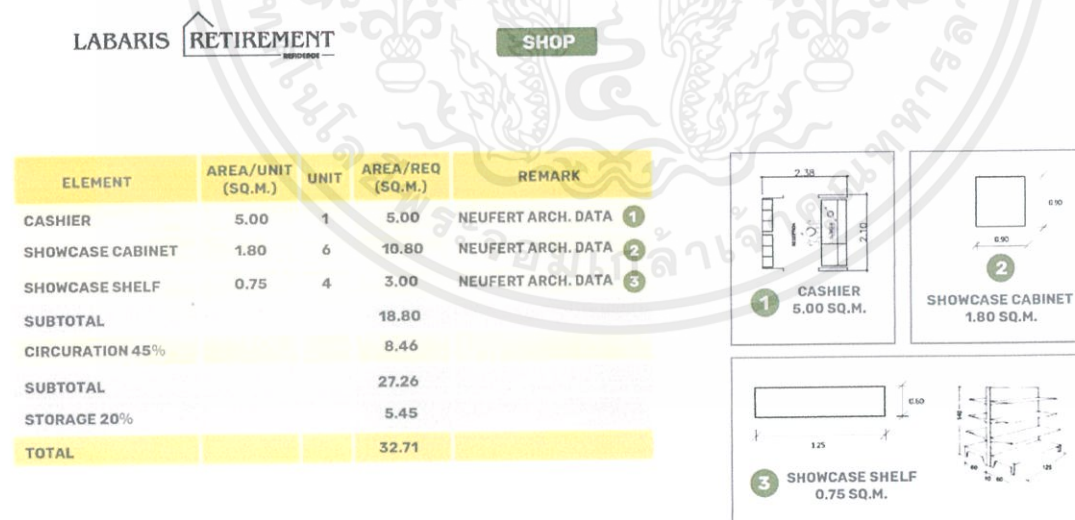 LABARIS RETIREMENT
RESIDENCE
SHOP
ELEMENT AREA/UNIT (SQ.M.) UNIT AREA/REQ (SQ.M.) REMARK
CASHIER 5.00 1 5.00 NEUFERT ARCH. DATA 1
SHOWCASE CABINET 1.80 6 10.80 NEUFERT ARCH. DATA 2
SHOWCASE SHELF 0.75 4 3.00 NEUFERT ARCH. DATA 3
SUBTOTAL 18.80
CIRCURATION 45% 8.46
SUBTOTAL 27.26
STORAGE 20% 5.45
TOTAL 32.71
2.38
2.10
1 CASHIER
5.00 SQ.M.
0.90
0.90
2
SHOWCASE CABINET
1.80 SQ.M.
0.60
1.25
3 SHOWCASE SHELF
0.75 SQ.M.